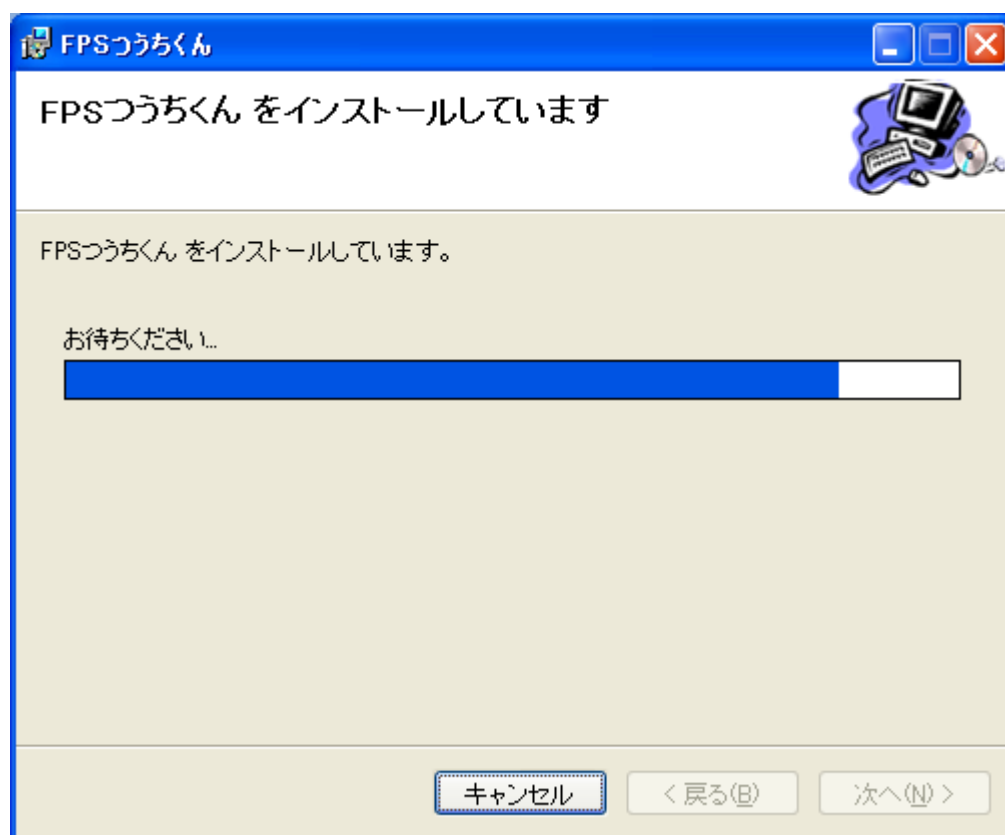 FPSつうちくん
FPSつうちくん をインストールしています
FPSつうちくん をインストールしています。
お待ちください...
キャンセル
< 戻る(B)
次へ(N) >